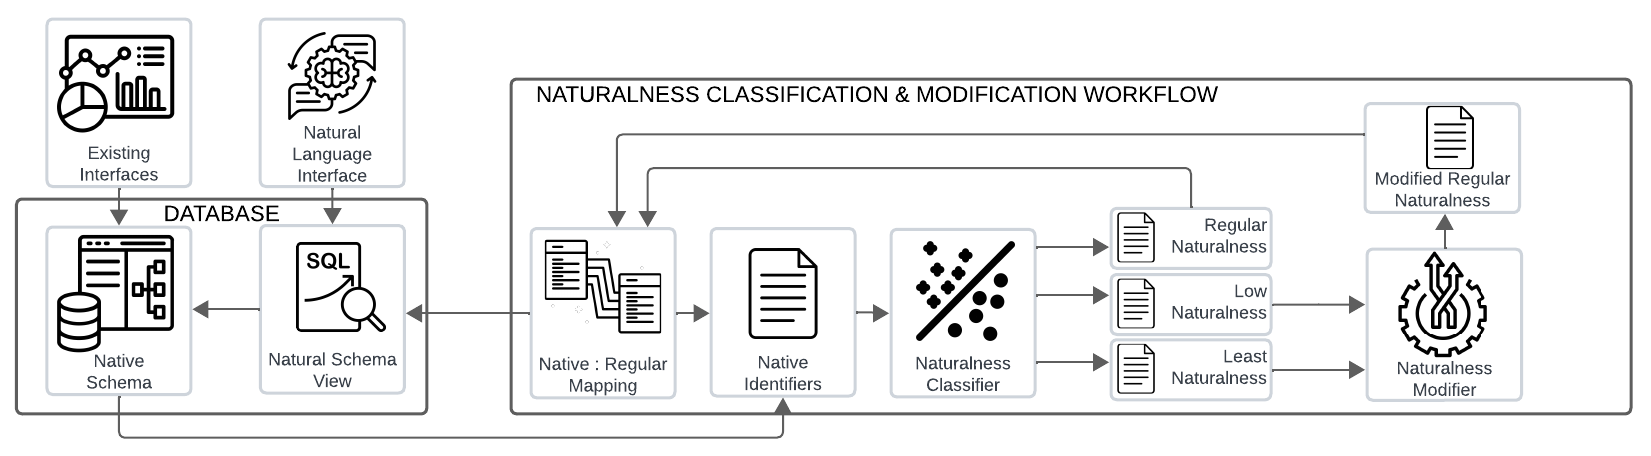 Existing
Interfaces
Natural
Language
Interface
DATABASE
Native
Schema
SQL
Natural Schema
View
NATURALNESS CLASSIFICATION & MODIFICATION WORKFLOW
Native : Regular
Mapping
Native
Identifiers
Naturalness
Classifier
Regular
Naturalness
Low
Naturalness
Least
Naturalness
Modified Regular
Naturalness
Naturalness
Modifier